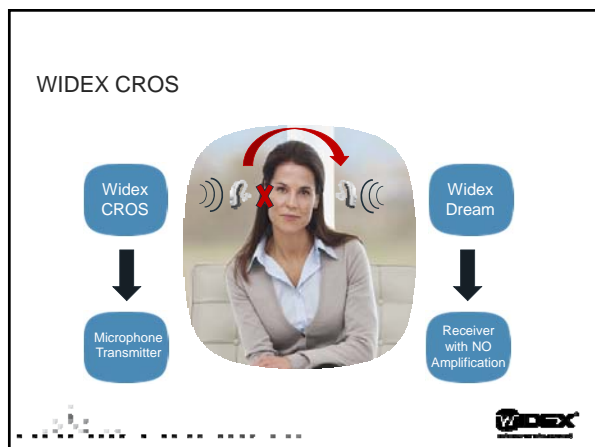 WIDEX CROS
Widex
CROS
Widex
Dream
Microphone
Transmitter
Receiver
with NO
Amplification
WIDEX